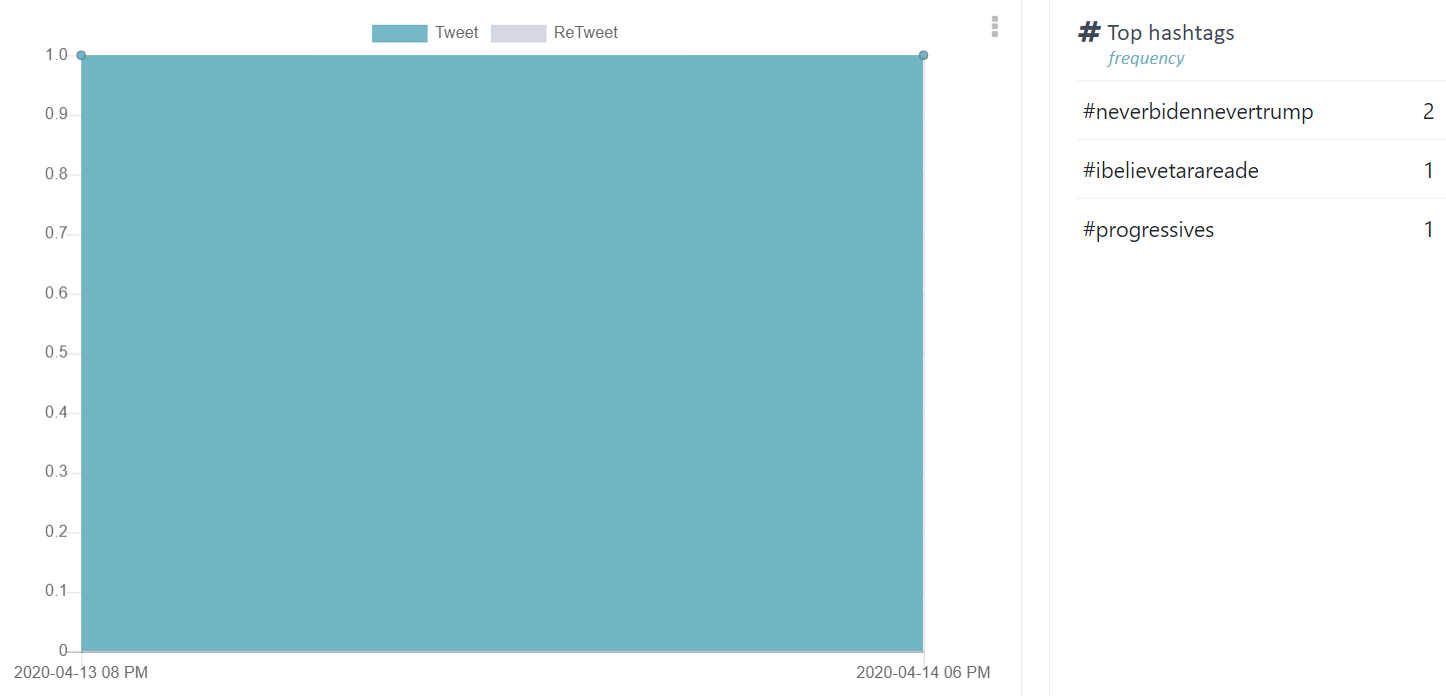 Tweet ReTweet
1.0
0.9
0.8
0.7
0.6
0.5
0.4
0.3
0.2
0.1
0
2020-04-13 08 PM 2020-04-14 06 PM
# Top hashtags
frequency
#neverbidennevertrump 2
#ibelievetarareade 1
#progressives 1